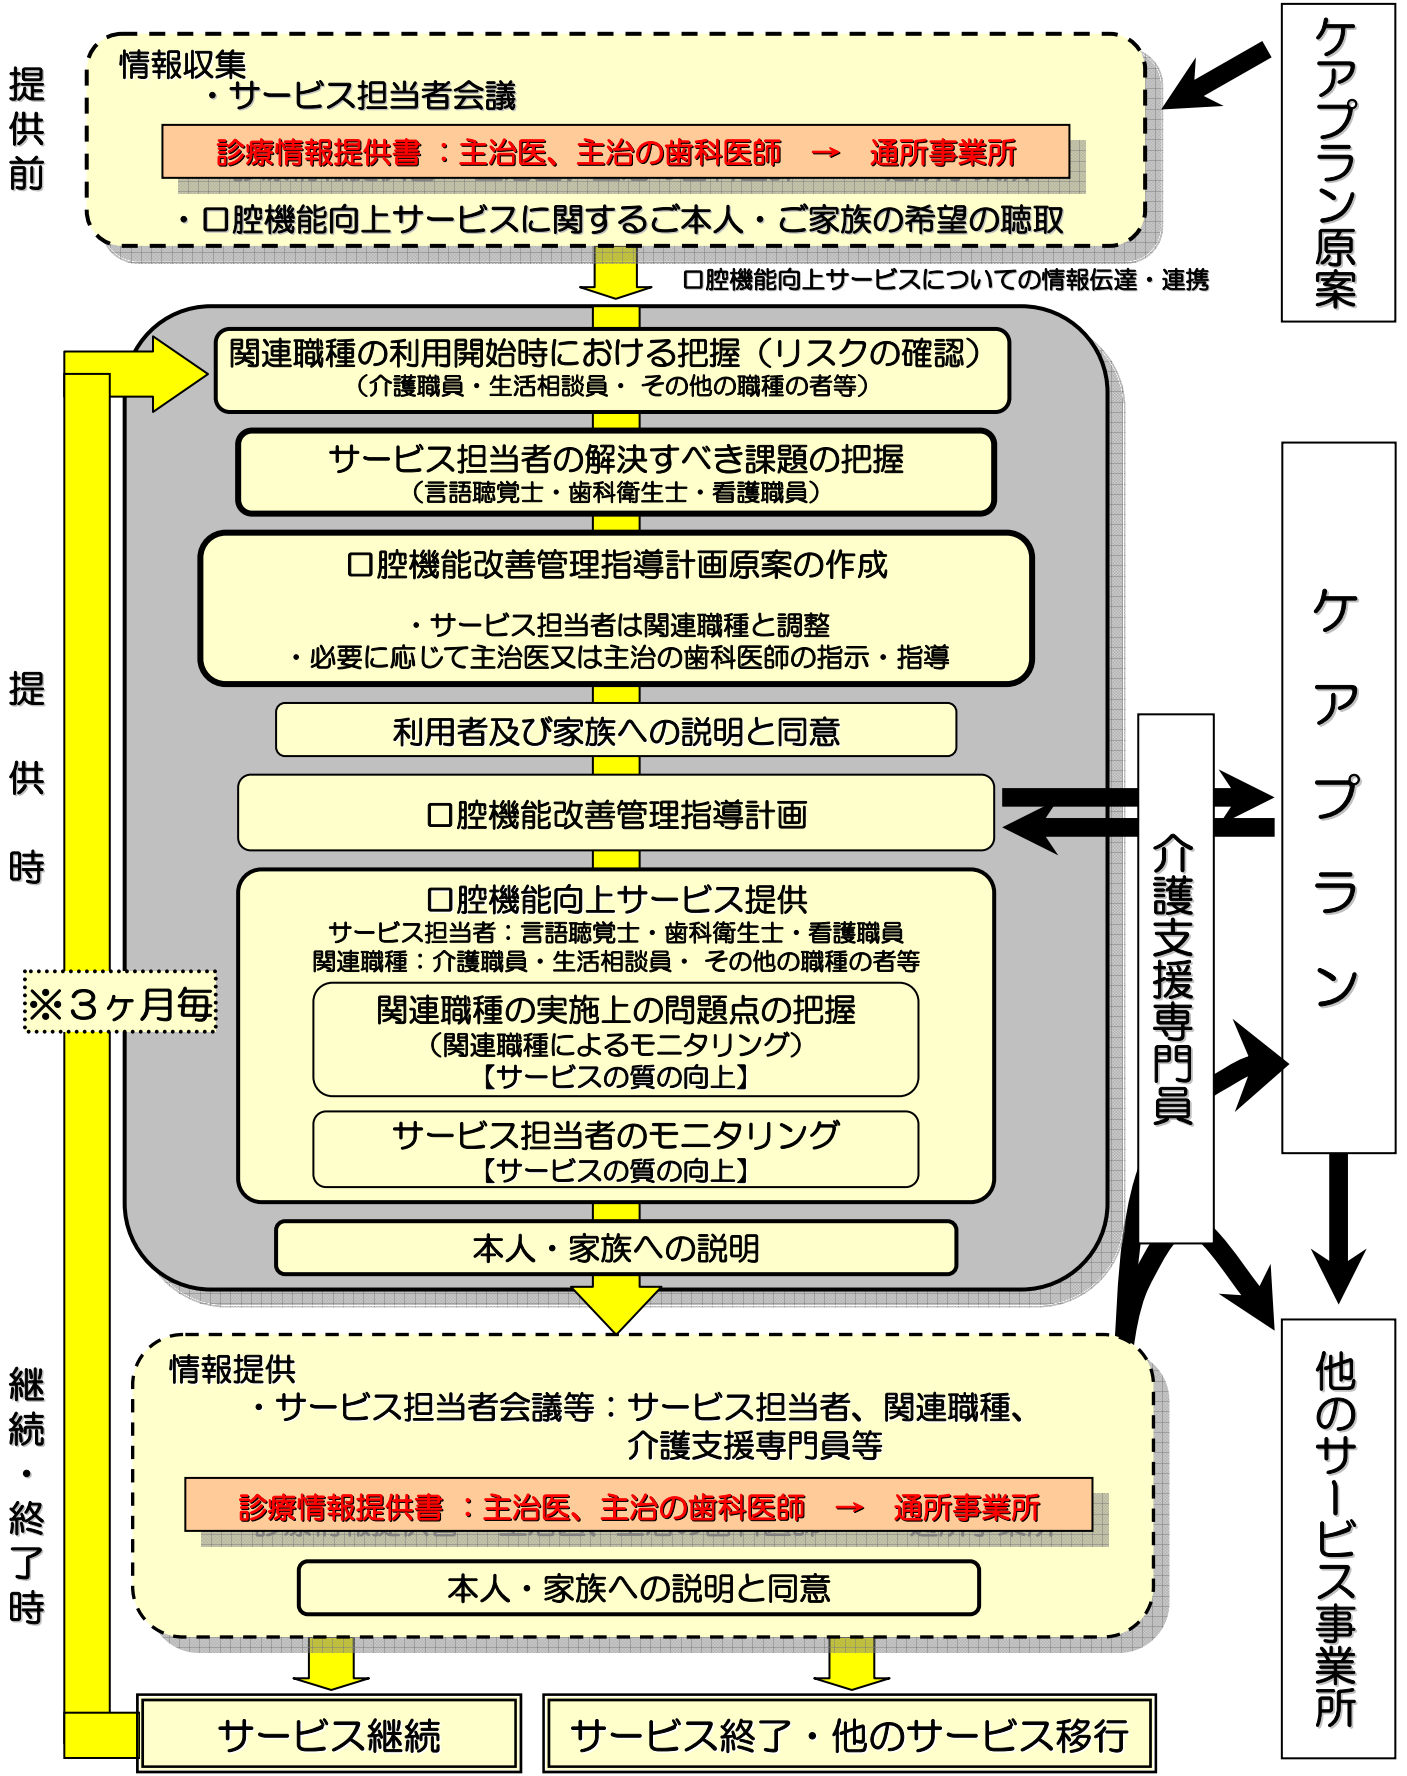 提供前
情報収集
・サービス担当者会議
診療情報提供書 ：主治医、主治の歯科医師　→　通所事業所
・口腔機能向上サービスに関するご本人・ご家族の希望の聴取
ケアプラン原案
口腔機能向上サービスについての情報伝達・連携
提供時
関連職種の利用開始時における把握（リスクの確認）
（介護職員・生活相談員・ その他の職種の者等）
サービス担当者の解決すべき課題の把握
（言語聴覚士・歯科衛生士・看護職員）
口腔機能改善管理指導計画原案の作成
・サービス担当者は関連職種と調整
・必要に応じて主治医又は主治の歯科医師の指示・指導
利用者及び家族への説明と同意
口腔機能改善管理指導計画
口腔機能向上サービス提供
サービス担当者：言語聴覚士・歯科衛生士・看護職員
関連職種：介護職員・生活相談員・ その他の職種の者等
関連職種の実施上の問題点の把握
（関連職種によるモニタリング）
【サービスの質の向上】
サービス担当者のモニタリング
【サービスの質の向上】
本人・家族への説明
※３ヶ月毎
介護支援専門員
ケアプラン
継続・終了時
情報提供
・サービス担当者会議等：サービス担当者、関連職種、
介護支援専門員等
診療情報提供書 ：主治医、主治の歯科医師　→　通所事業所
本人・家族への説明と同意
サービス継続
サービス終了・他のサービス移行
他のサービス事業所